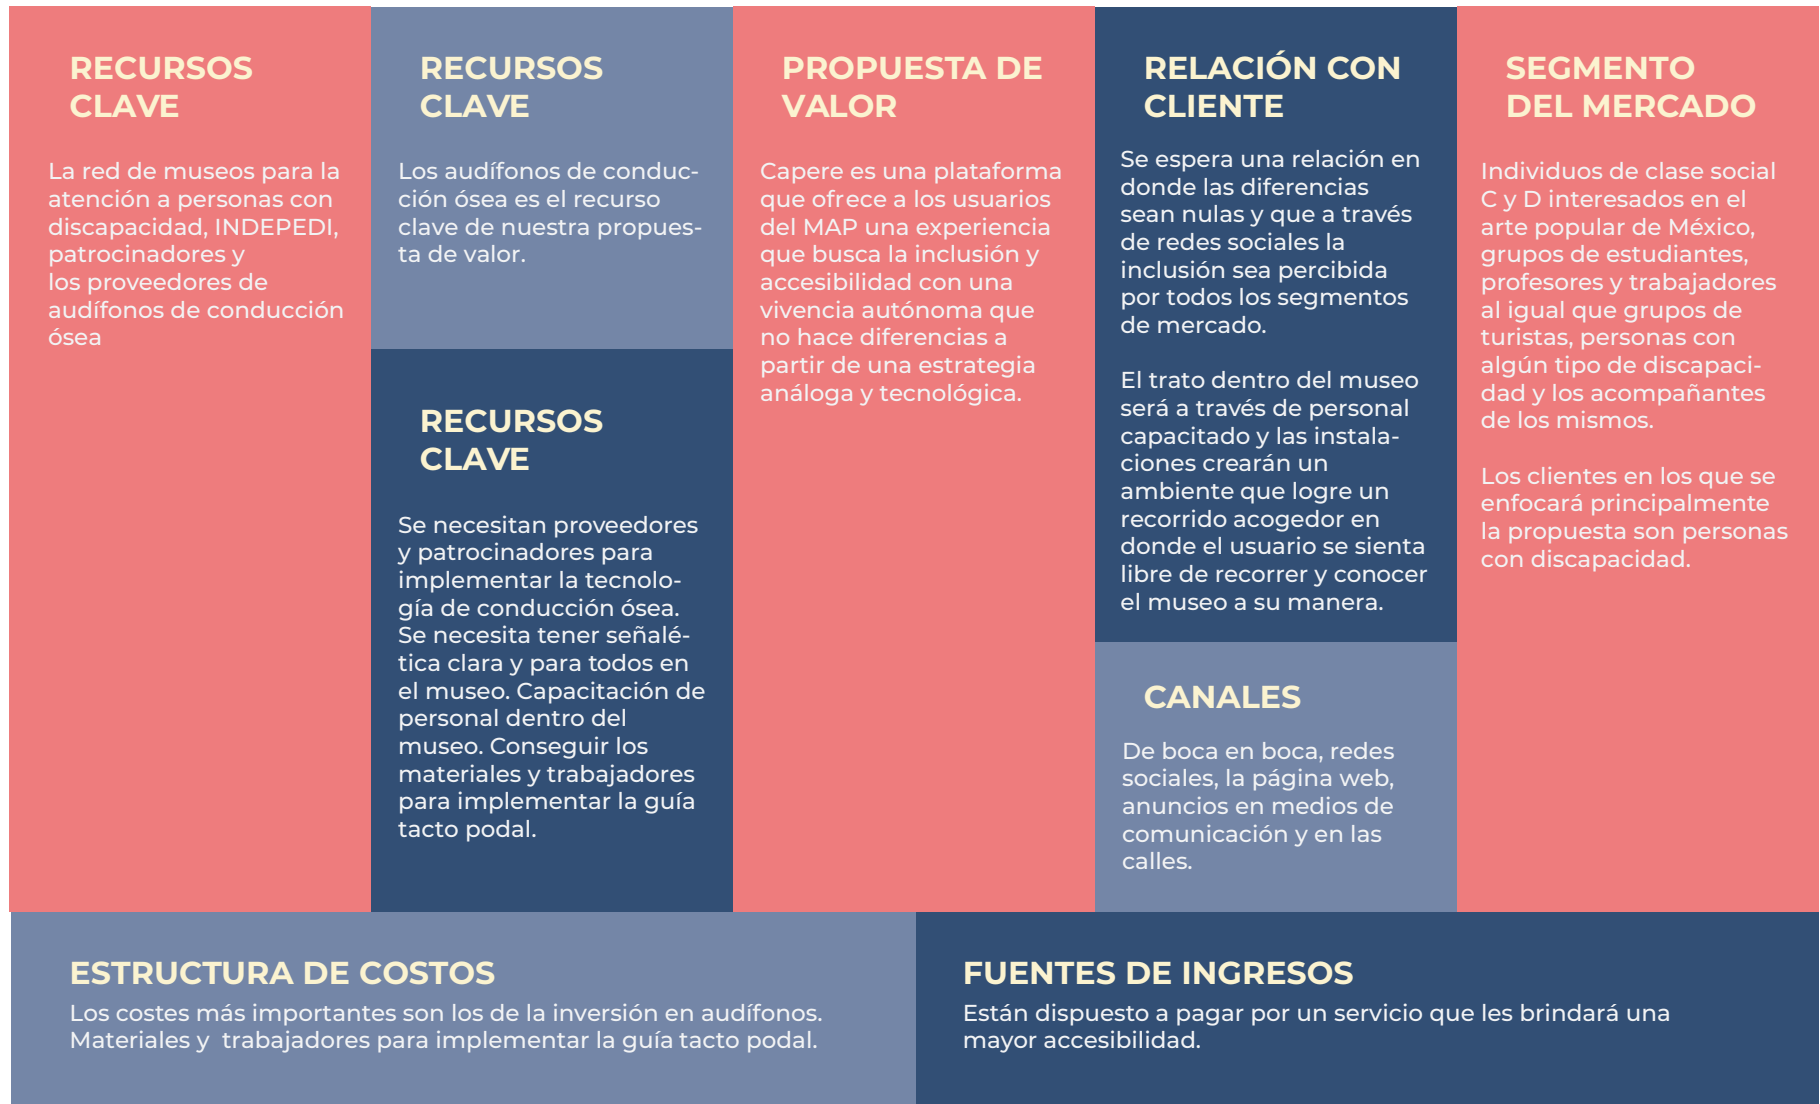 RECURSOS
CLAVE
La red de museos para la
atención a personas con
discapacidad, INDEPEDI,
patrocinadores y
los proveedores de
audífonos de conducción
ósea
RECURSOS
CLAVE
Los audífonos de conduc-
ción ósea es el recurso
clave de nuestra propues-
ta de valor.
RECURSOS
CLAVE
Se necesitan proveedores
y patrocinadores para
implementar la tecnolo-
gía de conducción ósea.
Se necesita tener señalé-
tica clara y para todos en
el museo. Capacitación de
personal dentro del
museo. Conseguir los
materiales y trabajadores
para implementar la guía
tacto podal.
PROPUESTA DE
VALOR
Capere es una plataforma
que ofrece a los usuarios
del MAP una experiencia
que busca la inclusión y
accesibilidad con una
vivencia autónoma que
no hace diferencias a
partir de una estrategia
análoga y tecnológica.
RELACIÓN CON
CLIENTE
Se espera una relación en
donde las diferencias
sean nulas y que a través
de redes sociales la
inclusión sea percibida
por todos los segmentos
de mercado.
El trato dentro del museo
será a través de personal
capacitado y las instala-
ciones crearán un
ambiente que logre un
recorrido acogedor en
donde el usuario se sienta
libre de recorrer y conocer
el museo a su manera.
CANALES
De boca en boca, redes
sociales, la página web,
anuncios en medios de
comunicación y en las
calles.
SEGMENTO
DEL MERCADO
Individuos de clase social
C y D interesados en el
arte popular de México,
grupos de estudiantes,
profesores y trabajadores
al igual que grupos de
turistas, personas con
algún tipo de discapaci-
dad y los acompañantes
de los mismos.
Los clientes en los que se
enfocará principalmente
la propuesta son personas
con discapacidad.
ESTRUCTURA DE COSTOS
Los costes más importantes son los de la inversión en audífonos.
Materiales y trabajadores para implementar la guía tacto podal.
FUENTES DE INGRESOS
Están dispuesto a pagar por un servicio que les brindará una
mayor accesibilidad.